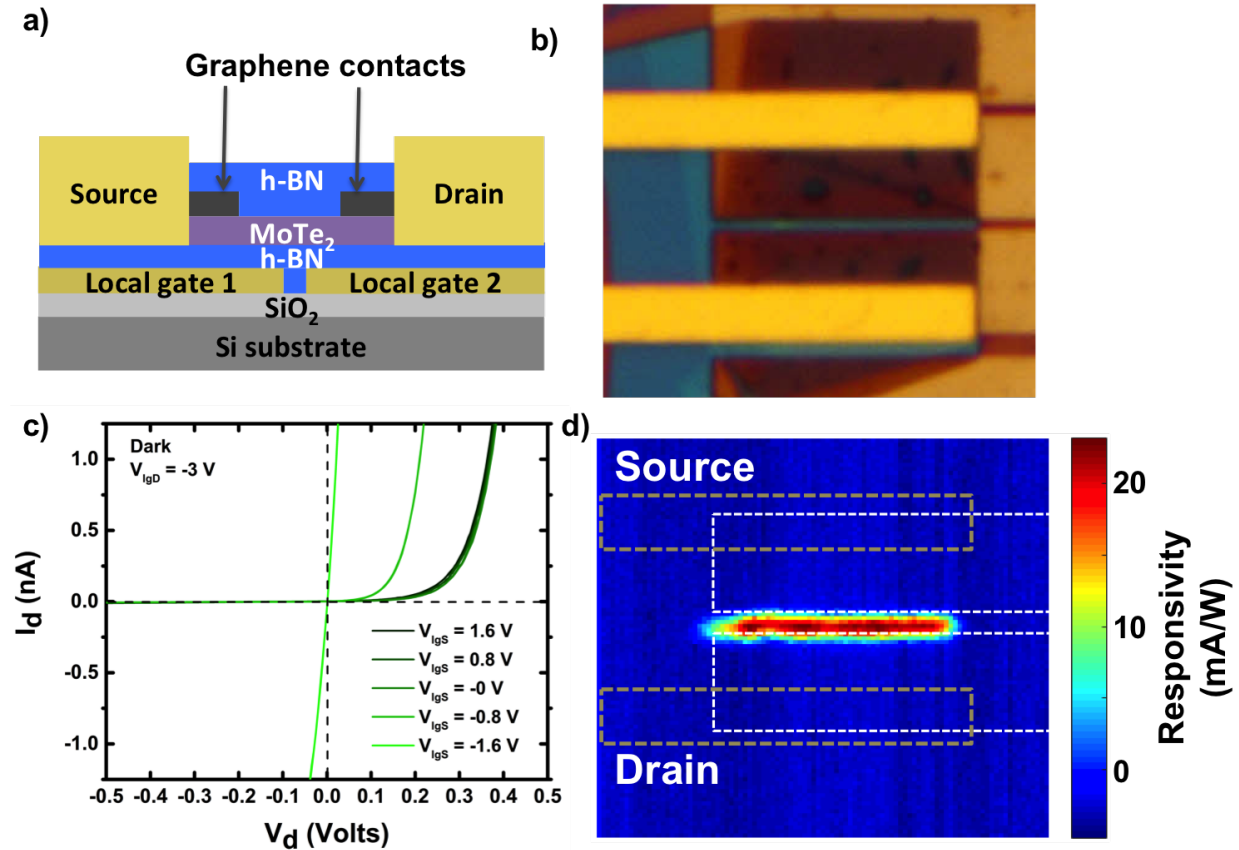 a)
Graphene contacts
Source
h-BN
Drain
MoTe2
h-BN
Local gate 1
Local gate 2
SiO2
Si substrate
b)
c)
Dark
VlgD = -3 V
1.0
0.5
0.0
-0.5
-1.0
Id (nA)
VlgS = 1.6 V
VlgS = 0.8 V
VlgS = -0 V
VlgS = -0.8 V
VlgS = -1.6 V
-0.5 -0.4 -0.3 -0.2 -0.1 0.0 0.1 0.2 0.3 0.4 0.5
Vd (Volts)
d)
Source
Drain
20
10
0
Responsivity
(mA/W)